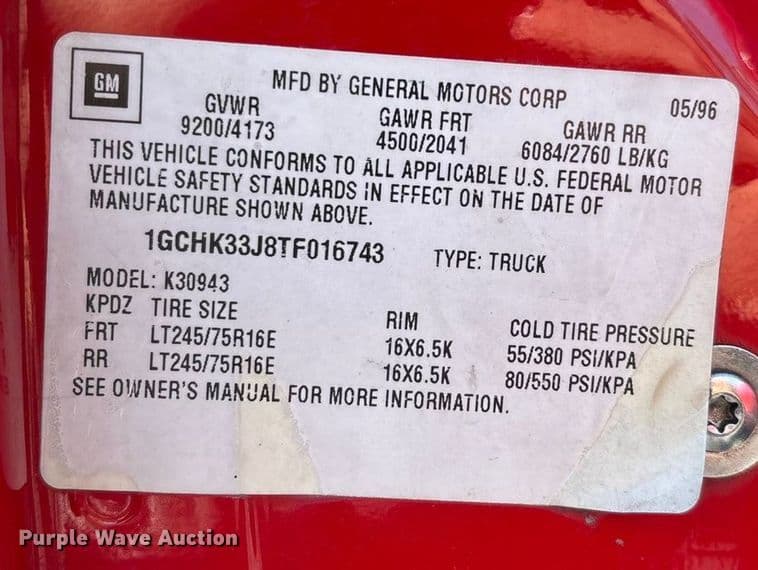 GM
MFD BY GENERAL MOTORS CORP 05/96
GVWR GAWR FRT GAWR RR
9200/4173 4500/2041 6084/2760 LB/KG
THIS VEHICLE CONFORMS TO ALL APPLICABLE U.S. FEDERAL MOTOR
VEHICLE SAFETY STANDARDS IN EFFECT ON THE DATE OF
MANUFACTURE SHOWN ABOVE.
1GCHK33J8TF016743 TYPE: TRUCK
MODEL: K30943
KPDZ TIRE SIZE RIM COLD TIRE PRESSURE
FRT LT245/75R16E 16X6.5K 55/380 PSI/KPA
RR LT245/75R16E 16X6.5K 80/550 PSI/KPA
SEE OWNER'S MANUAL FOR MORE INFORMATION.
Purple Wave Auction